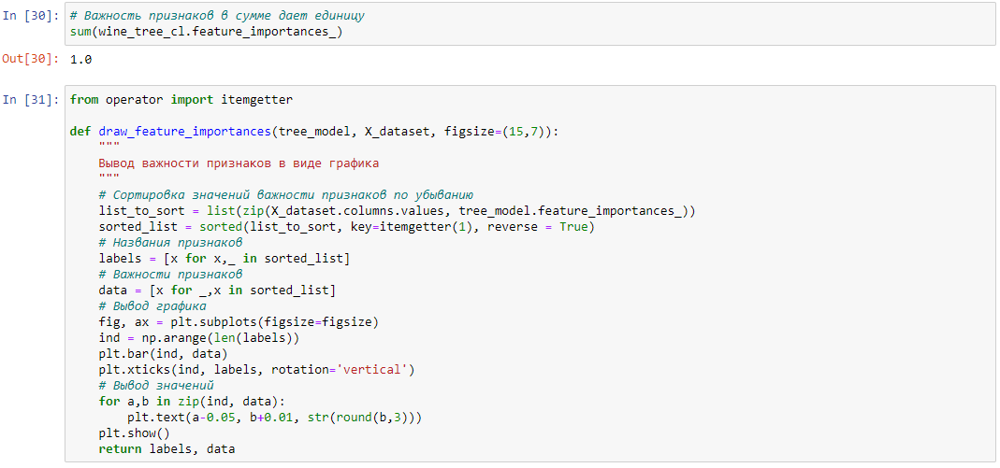 In [30]: # Важность признаков в сумме дает единицу
sum(wine_tree_cl.feature_importances_)
Out[30]: 1.0
In [31]: from operator import itemgetter
def draw_feature_importances(tree_model, X_dataset, figsize=(15,7)):
    """
    Вывод важности признаков в виде графика
    """
    # Сортировка значений важности признаков по убыванию
    list_to_sort = list(zip(X_dataset.columns.values, tree_model.feature_importances_))
    sorted_list = sorted(list_to_sort, key=itemgetter(1), reverse = True)
    # Названия признаков
    labels = [x for x,_ in sorted_list]
    # Важности признаков
    data = [x for _,x in sorted_list]
    # Вывод графика
    fig, ax = plt.subplots(figsize=figsize)
    ind = np.arange(len(labels))
    plt.bar(ind, data)
    plt.xticks(ind, labels, rotation='vertical')
    # Вывод значений
    for a,b in zip(ind, data):
        plt.text(a-0.05, b+0.01, str(round(b,3)))
    plt.show()
    return labels, data